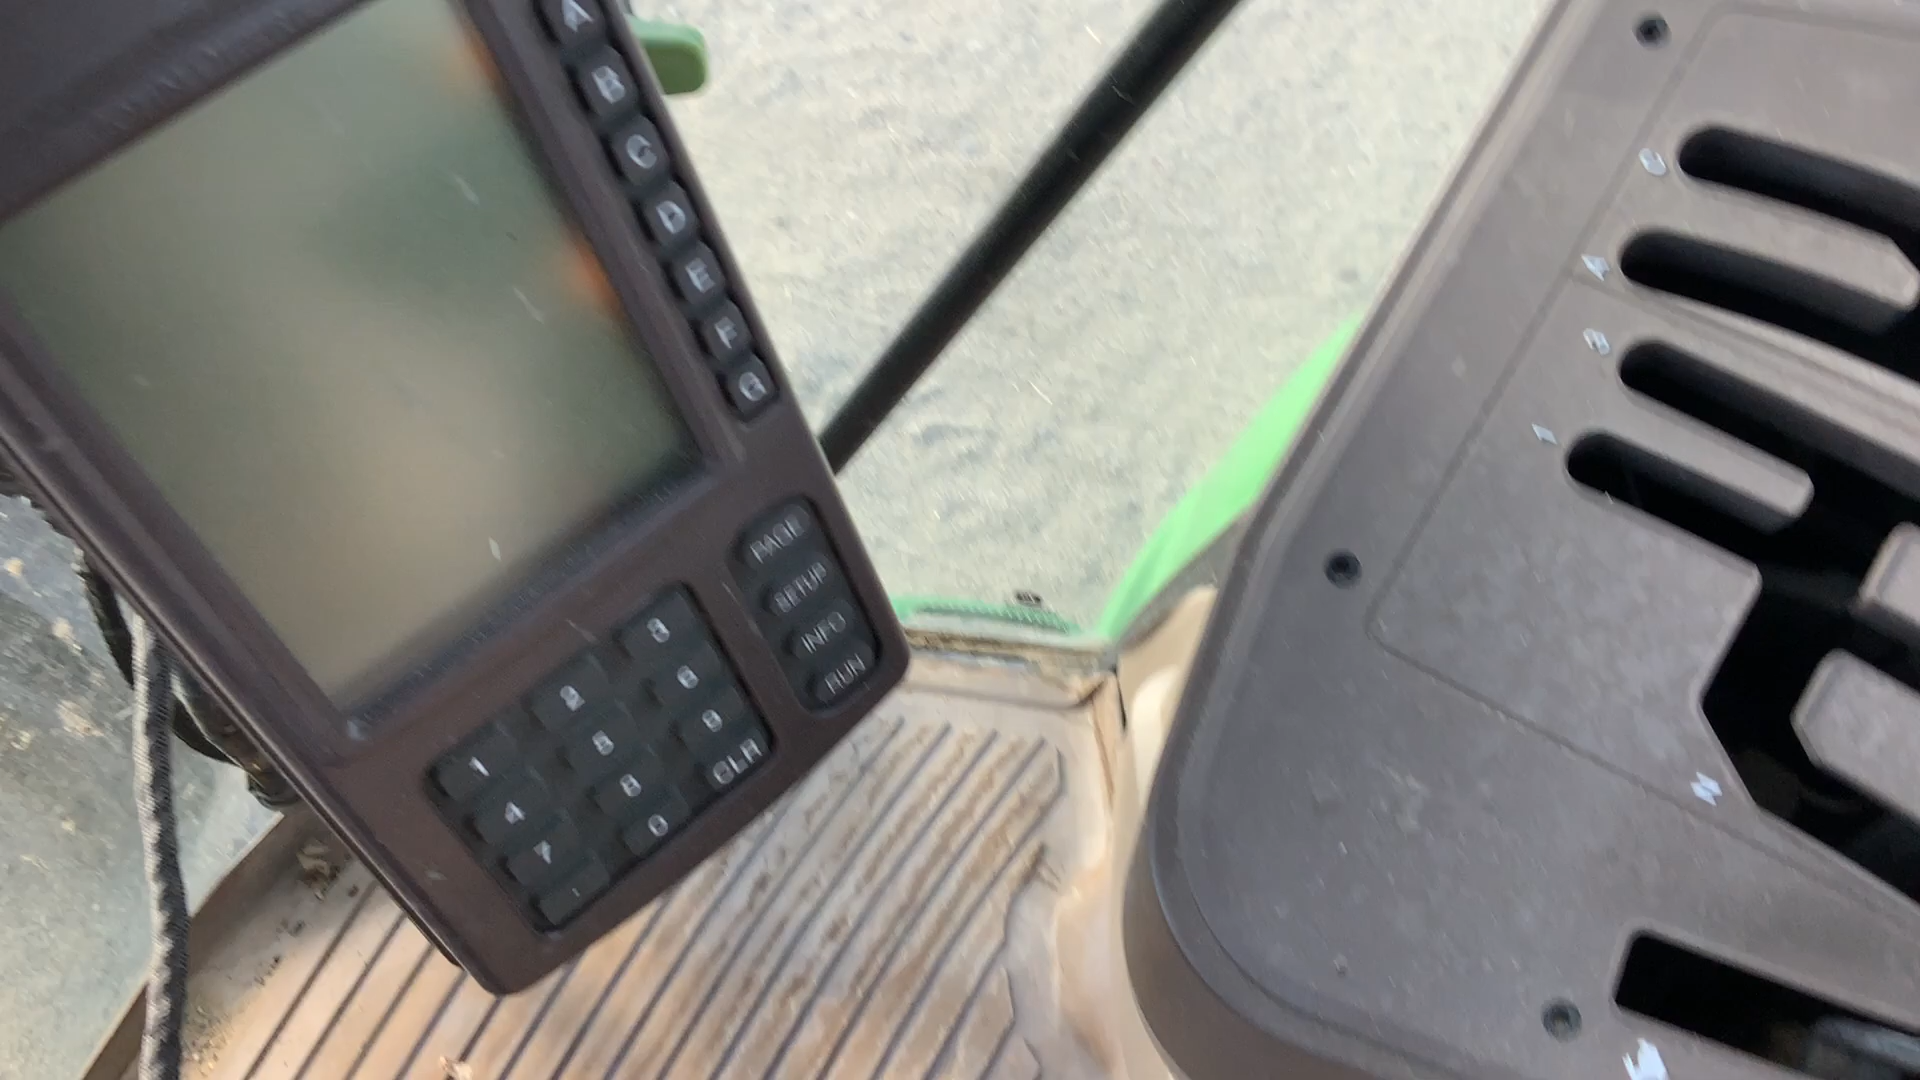 A
B
C
D
E
F
G
PAGE
SETUP
INFO
RUN
1 2 3
4 5 6
7 8 9
. 0 CLR